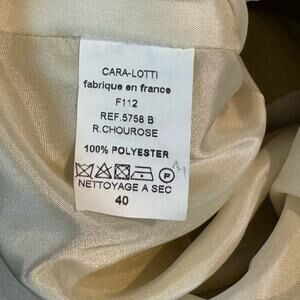 CARA-LOTTI
fabrique en france
F112
REF.5758 B
R.CHOUROSE
100% POLYESTER
NETTOYAGE A SEC
40